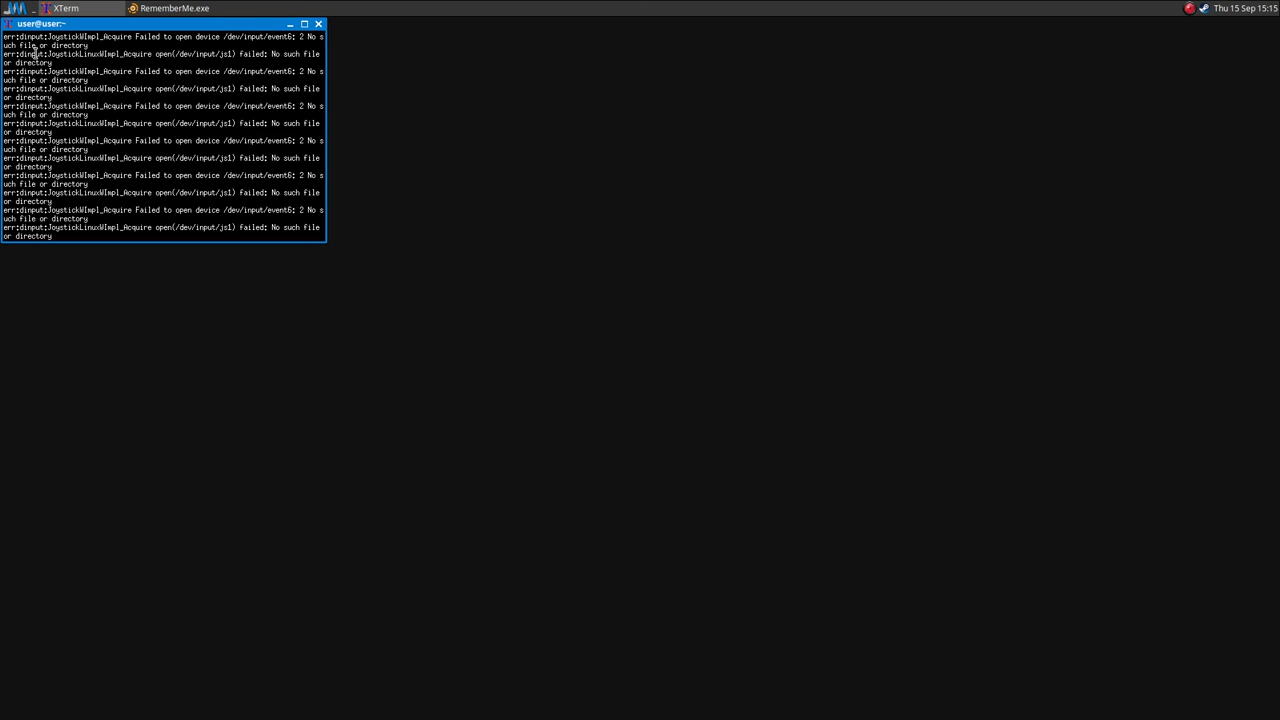 _ XTerm RememberMe.exe Thu 15 Sep 15:15
user@user:~
err:dinput:JoystickWImpl_Acquire Failed to open device /dev/input/event6: 2 No s
uch file or directory
err:dinput:JoystickLinuxWImpl_Acquire open(/dev/input/js1) failed: No such file
or directory
err:dinput:JoystickWImpl_Acquire Failed to open device /dev/input/event6: 2 No s
uch file or directory
err:dinput:JoystickLinuxWImpl_Acquire open(/dev/input/js1) failed: No such file
or directory
err:dinput:JoystickWImpl_Acquire Failed to open device /dev/input/event6: 2 No s
uch file or directory
err:dinput:JoystickLinuxWImpl_Acquire open(/dev/input/js1) failed: No such file
or directory
err:dinput:JoystickWImpl_Acquire Failed to open device /dev/input/event6: 2 No s
uch file or directory
err:dinput:JoystickLinuxWImpl_Acquire open(/dev/input/js1) failed: No such file
or directory
err:dinput:JoystickWImpl_Acquire Failed to open device /dev/input/event6: 2 No s
uch file or directory
err:dinput:JoystickLinuxWImpl_Acquire open(/dev/input/js1) failed: No such file
or directory
err:dinput:JoystickWImpl_Acquire Failed to open device /dev/input/event6: 2 No s
uch file or directory
err:dinput:JoystickLinuxWImpl_Acquire open(/dev/input/js1) failed: No such file
or directory